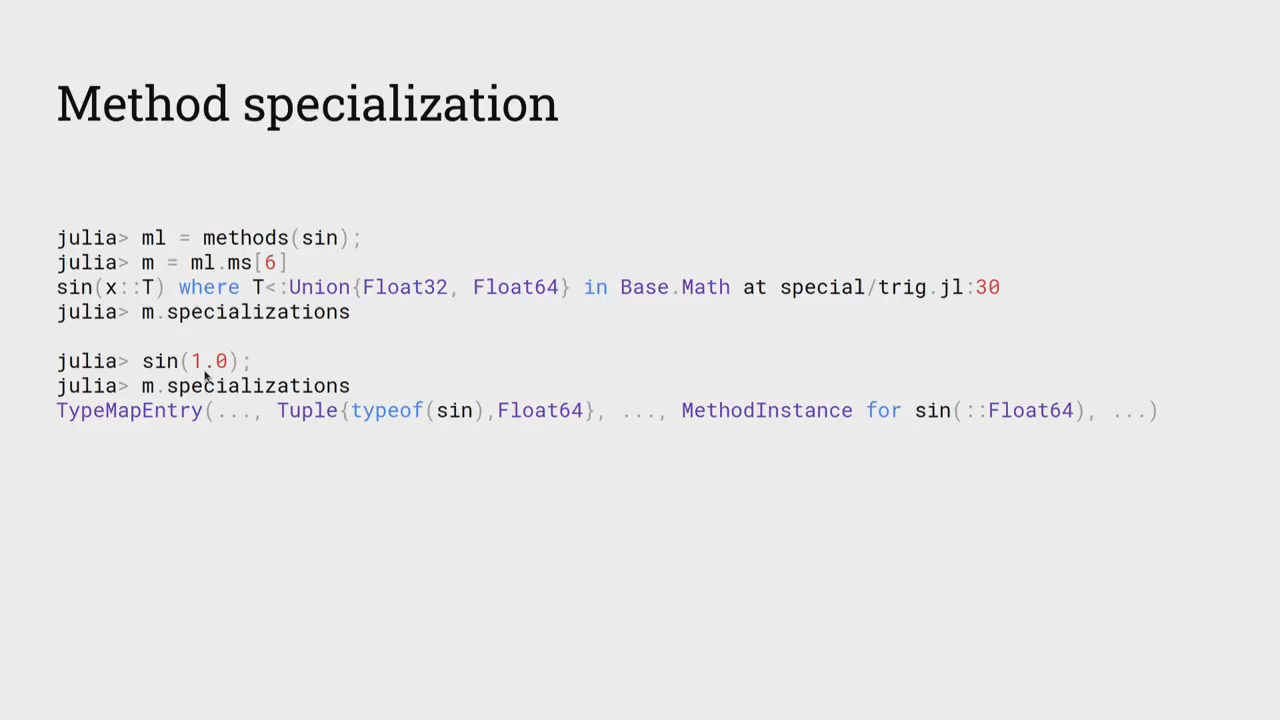 Method specialization
julia> ml = methods(sin);
julia> m = ml.ms[6]
sin(x::T) where T<:Union{Float32, Float64} in Base.Math at special/trig.jl:30
julia> m.specializations
julia> sin(1.0);
julia> m.specializations
TypeMapEntry(..., Tuple{typeof(sin),Float64}, ..., MethodInstance for sin(::Float64), ...)